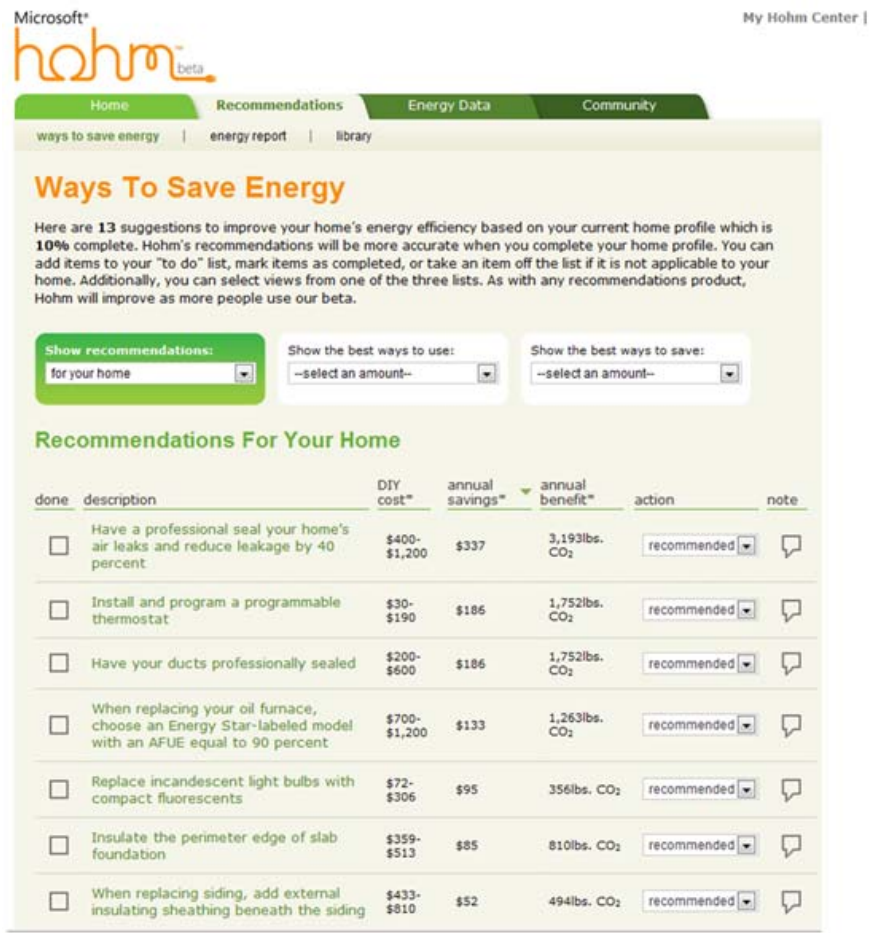 Microsoft®
My Hohm Center |
hohm™ beta
Home Recommendations Energy Data Community
ways to save energy | energy report | library
Ways To Save Energy
Here are 13 suggestions to improve your home's energy efficiency based on your current home profile which is
10% complete. Hohm's recommendations will be more accurate when you complete your home profile. You can
add items to your "to do" list, mark items as completed, or take an item off the list if it is not applicable to your
home. Additionally, you can select views from one of the three lists. As with any recommendations product,
Hohm will improve as more people use our beta.
Show recommendations: Show the best ways to use: Show the best ways to save:
for your home --select an amount-- --select an amount--
Recommendations For Your Home
done description DIY cost* annual savings* annual benefit* action note
Have a professional seal your home's
air leaks and reduce leakage by 40
percent
$400-
$1,200
$337
3,193lbs.
CO₂
recommended
Install and program a programmable
thermostat
$30-
$190
$186
1,752lbs.
CO₂
recommended
Have your ducts professionally sealed
$200-
$600
$186
1,752lbs.
CO₂
recommended
When replacing your oil furnace,
choose an Energy Star-labeled model
with an AFUE equal to 90 percent
$700-
$1,200
$133
1,263lbs.
CO₂
recommended
Replace incandescent light bulbs with
compact fluorescents
$72-
$306
$95
356lbs. CO₂
recommended
Insulate the perimeter edge of slab
foundation
$359-
$513
$85
810lbs. CO₂
recommended
When replacing siding, add external
insulating sheathing beneath the siding
$433-
$810
$52
494lbs. CO₂
recommended